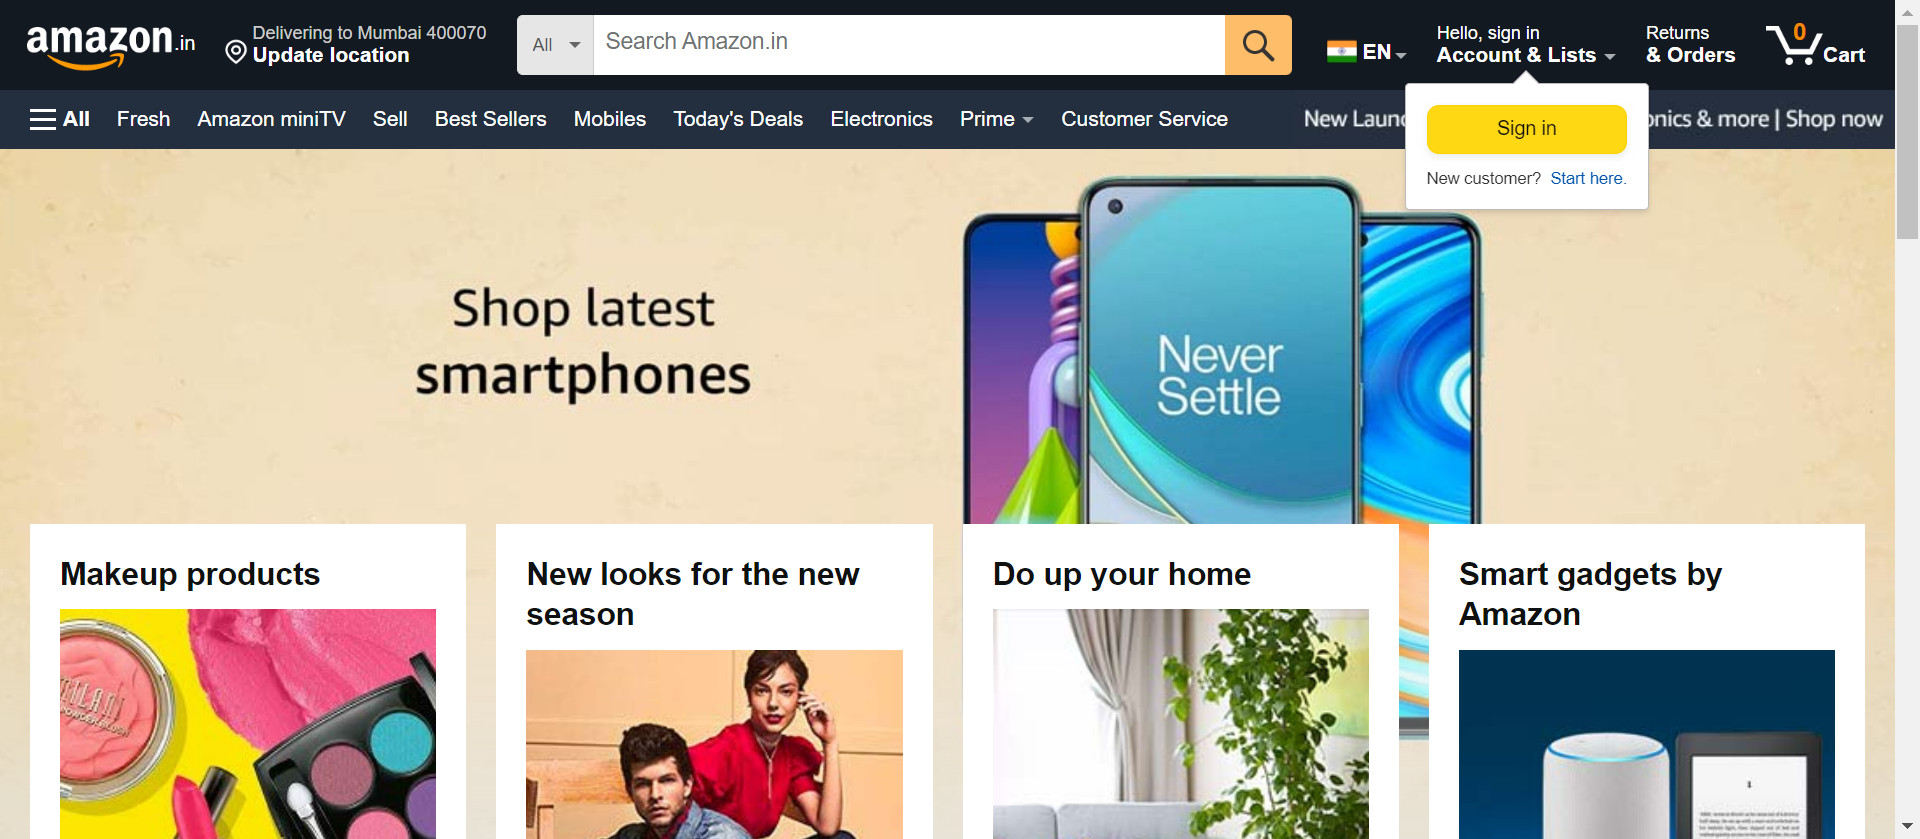 amazon.in
Delivering to Mumbai 400070
Update location
All
Search Amazon.in
EN
Hello, sign in
Account & Lists
Returns
& Orders
0
Cart
All
Fresh
Amazon miniTV
Sell
Best Sellers
Mobiles
Today's Deals
Electronics
Prime
Customer Service
New
& more | Shop now
Sign in
New customer? Start here.
Shop latest
smartphones
Never
Settle
Makeup products
New looks for the new
season
Do up your home
Smart gadgets by
Amazon
MILANI